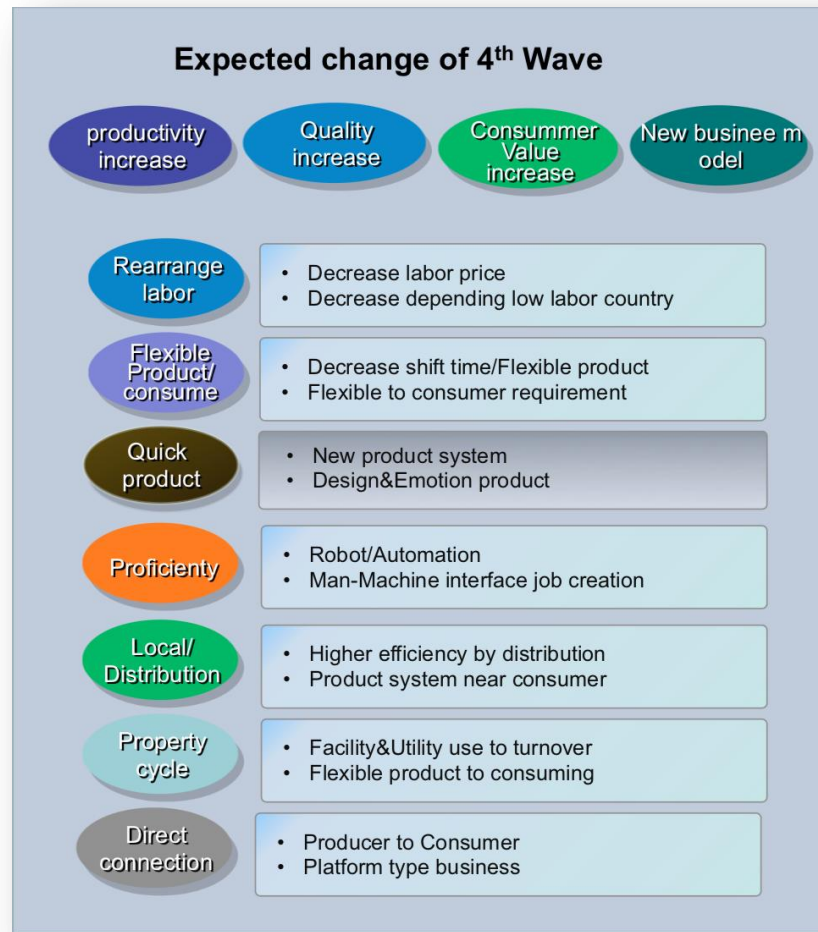 Expected change of 4th Wave
productivity
increase
Quality
increase
Consummer
Value
increase
New businee m
odel
Rearrange
labor
• Decrease labor price
• Decrease depending low labor country
Flexible
Product/
consume
• Decrease shift time/Flexible product
• Flexible to consumer requirement
Quick
product
• New product system
• Design&Emotion product
Proficienty
• Robot/Automation
• Man-Machine interface job creation
Local/
Distribution
• Higher efficiency by distribution
• Product system near consumer
Property
cycle
• Facility&Utility use to turnover
• Flexible product to consuming
Direct
connection
• Producer to Consumer
• Platform type business